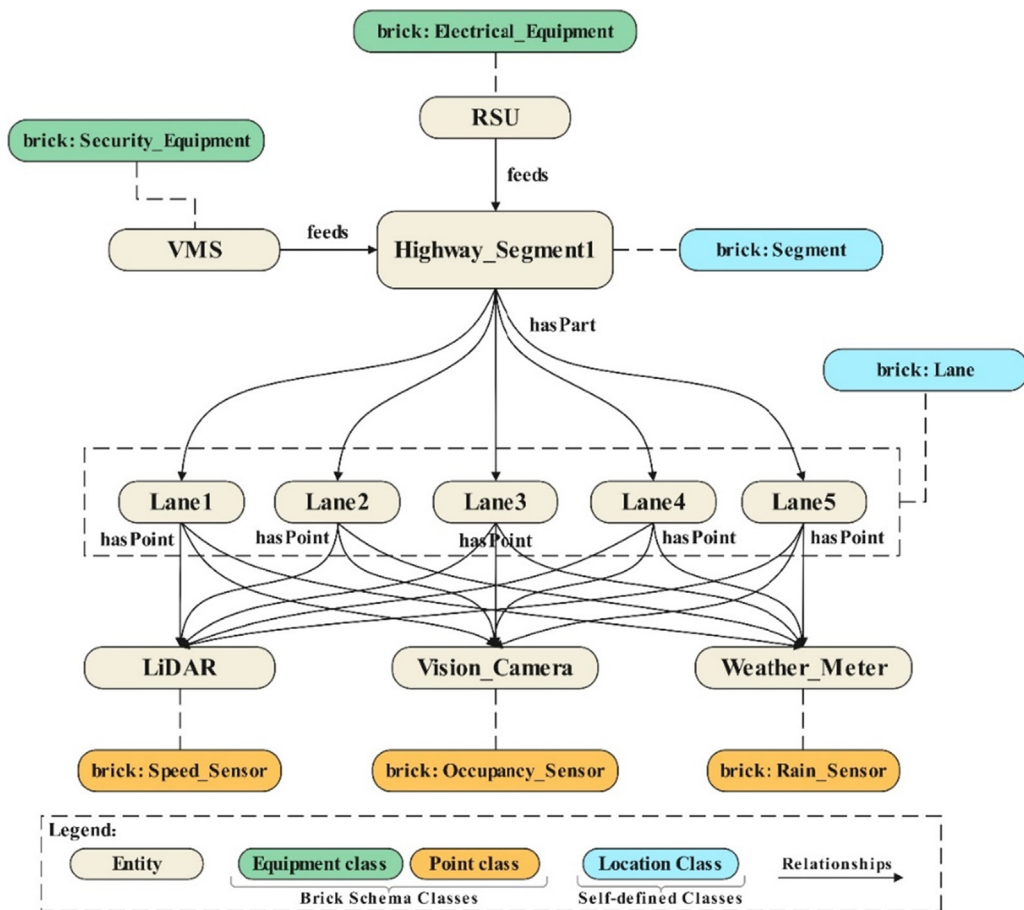 brick: Electrical_Equipment
RSU
brick: Security_Equipment
feeds
VMS
feeds
Highway_Segment1
brick: Segment
hasPart
brick: Lane
Lane1
Lane2
Lane3
Lane4
Lane5
hasPoint
hasPoint
hasPoint
hasPoint
hasPoint
LiDAR
Vision_Camera
Weather_Meter
brick: Speed_Sensor
brick: Occupancy_Sensor
brick: Rain_Sensor
Legend:
Entity
Equipment class
Point class
Location Class
Relationships
Brick Schema Classes
Self-defined Classes